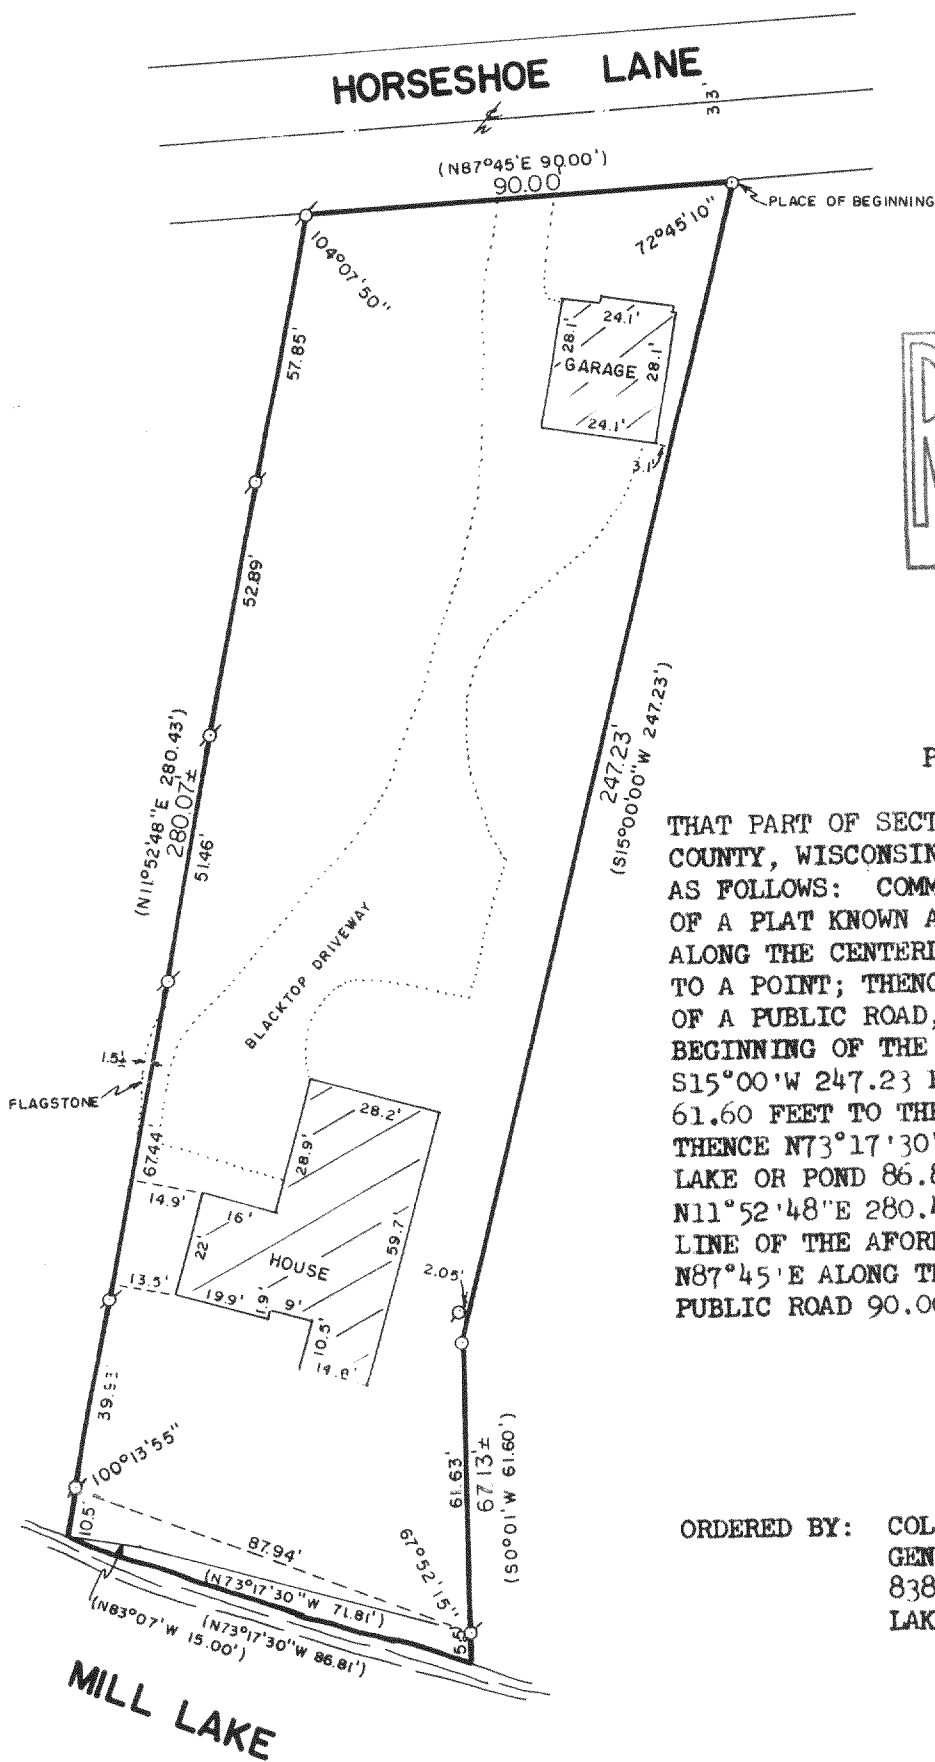 HORSESHOE LANE
33'
(N87°45'E 90.00')
90.00'
PLACE OF BEGINNING
104°07'50"
72°45'10"
57.85'
24.1'
28.1'
28.1'
GARAGE
24.1'
3.1'
52.89'
(N11°52'48"E 280.43')
280.07'±
51.46'
247.23'
(S15°00'00"W 247.23')
THAT PART OF SECT
COUNTY, WISCONSIN
AS FOLLOWS: COMM
OF A PLAT KNOWN A
ALONG THE CENTERL
TO A POINT; THENC
OF A PUBLIC ROAD,
BEGINNING OF THE
S15°00'W 247.23 F
61.60 FEET TO THE
THENCE N73°17'30"
LAKE OR POND 86.8
N11°52'48"E 280.4
LINE OF THE AFORE
N87°45'E ALONG TH
PUBLIC ROAD 90.00
BLACKTOP DRIVEWAY
1.5'
FLAGSTONE
67.44'
28.2'
28.9'
14.9'
16'
22'
HOUSE
59.7'
13.5'
19.9'
1.9'
9'
10.5'
14.8'
2.05'
39.93'
100°13'55"
61.63'
67.13'±
(S0°01'W 61.60')
10.5'
87.94'
67°52'15"
(N73°17'30"W 71.81')
5.5'
(N83°07'W 15.00')
(N73°17'30"W 86.81')
MILL LAKE
ORDERED BY: COL
GEN
838
LAK